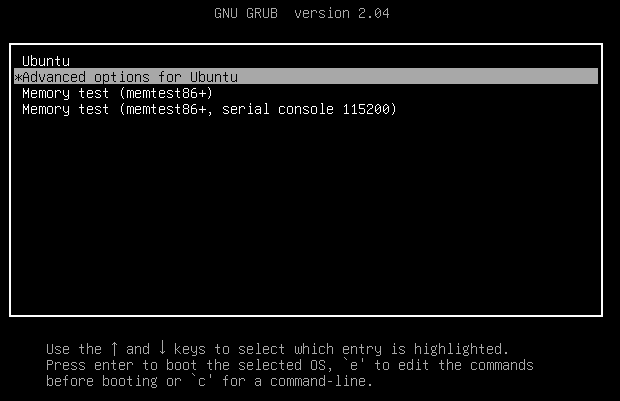 GNU GRUB  version 2.04
Ubuntu
*Advanced options for Ubuntu
Memory test (memtest86+)
Memory test (memtest86+, serial console 115200)
Use the ↑ and ↓ keys to select which entry is highlighted.
Press enter to boot the selected OS, `e' to edit the commands
before booting or `c' for a command-line.